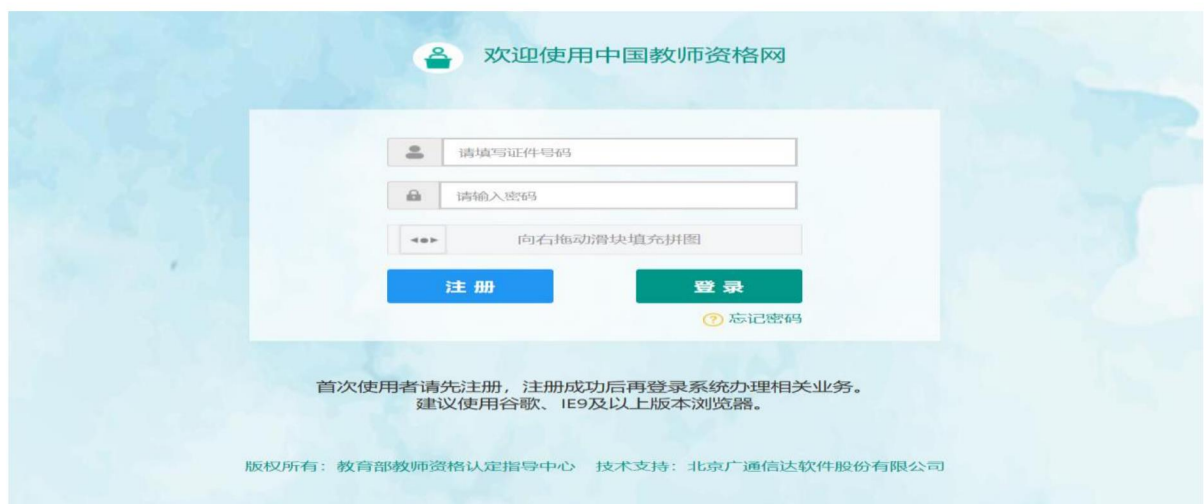 欢迎使用中国教师资格网
请填写证件号码
请输入密码
向右拖动滑块填充拼图
注册 登录
忘记密码
首次使用者请先注册，注册成功后再登录系统办理相关业务。
建议使用谷歌、IE9及以上版本浏览器。
版权所有：教育部教师资格认定指导中心 技术支持：北京广通信达软件股份有限公司